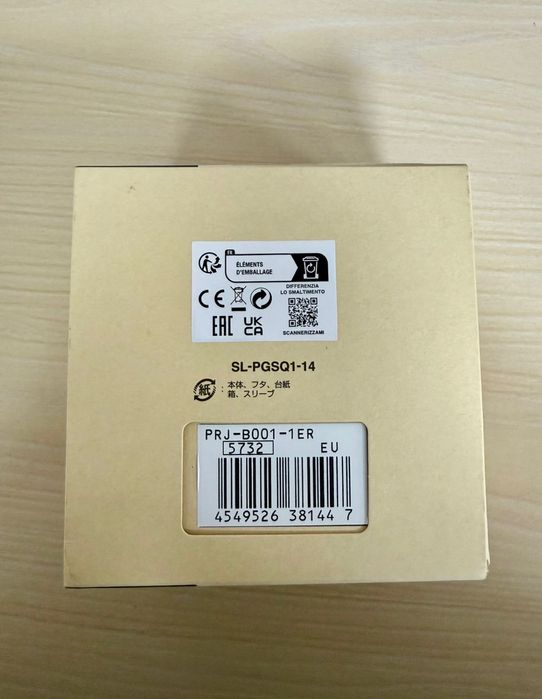 FR
ÉLÉMENTS
D'EMBALLAGE
DIFFERENZIA
LO SMALTIMENTO
CE
EAC
UK
CA
SCANNERIZZAMI
SL-PGSQ1-14
紙 : 本体、フタ、台紙
箱、スリーブ
PRJ-B001-1ER
5732 EU
4549526 38144 7